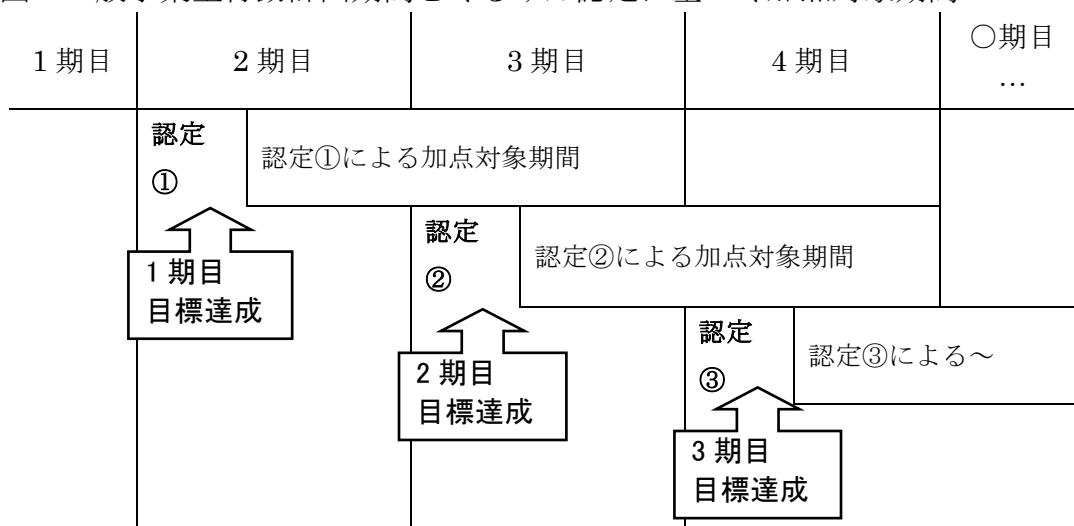 1 期目
2 期目
3 期目
4 期目
○期目
…
認定
①
認定①による加点対象期間
1 期目
目標達成
認定
②
認定②による加点対象期間
2 期目
目標達成
認定
③
認定③による～
3 期目
目標達成